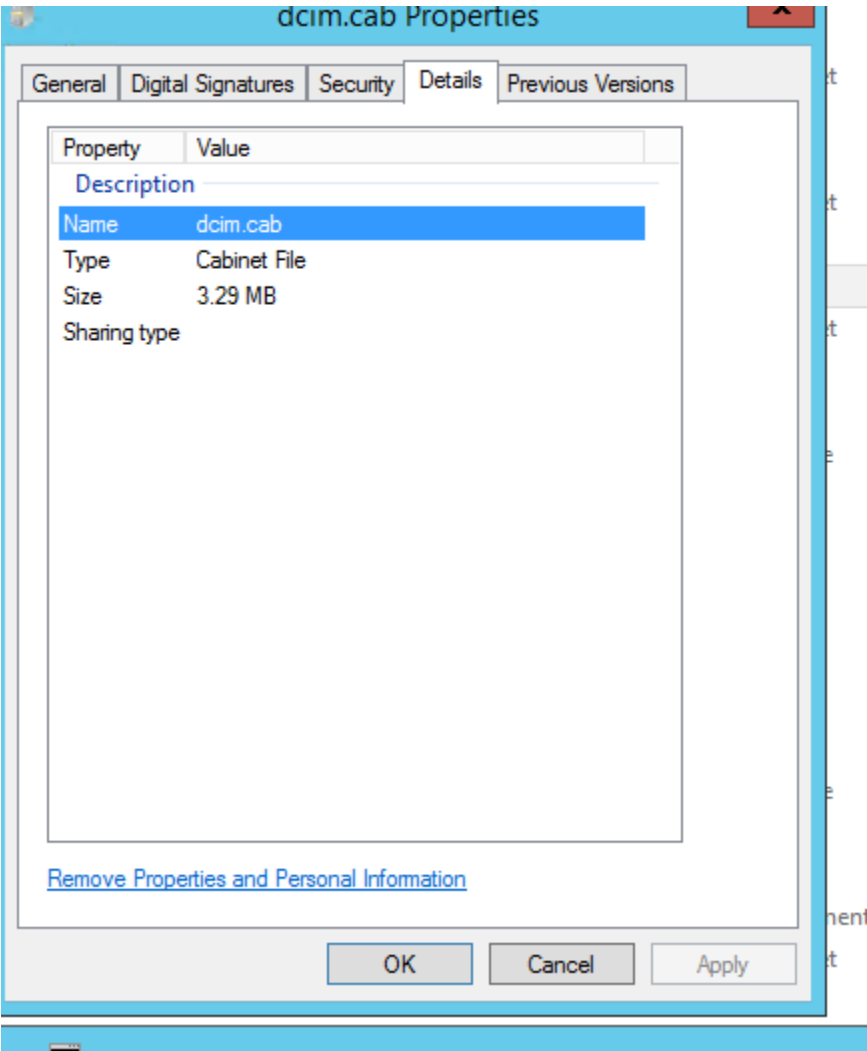 dcim.cab Properties
General Digital Signatures Security Details Previous Versions
Property Value
Description
Name dcim.cab
Type Cabinet File
Size 3.29 MB
Sharing type
Remove Properties and Personal Information
OK Cancel Apply